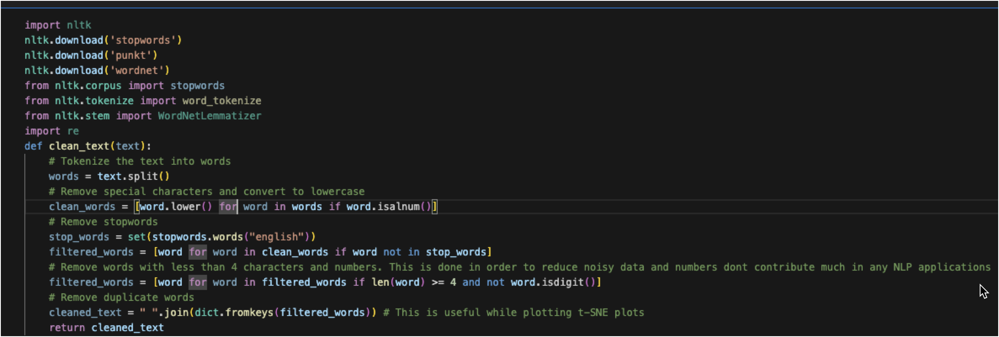 import nltk
nltk.download('stopwords')
nltk.download('punkt')
nltk.download('wordnet')
from nltk.corpus import stopwords
from nltk.tokenize import word_tokenize
from nltk.stem import WordNetLemmatizer
import re
def clean_text(text):
    # Tokenize the text into words
    words = text.split()
    # Remove special characters and convert to lowercase
    clean_words = [word.lower() for word in words if word.isalnum()]
    # Remove stopwords
    stop_words = set(stopwords.words("english"))
    filtered_words = [word for word in clean_words if word not in stop_words]
    # Remove words with less than 4 characters and numbers. This is done in order to reduce noisy data and numbers dont contribute much in any NLP applications
    filtered_words = [word for word in filtered_words if len(word) >= 4 and not word.isdigit()]
    # Remove duplicate words
    cleaned_text = " ".join(dict.fromkeys(filtered_words)) # This is useful while plotting t-SNE plots
    return cleaned_text